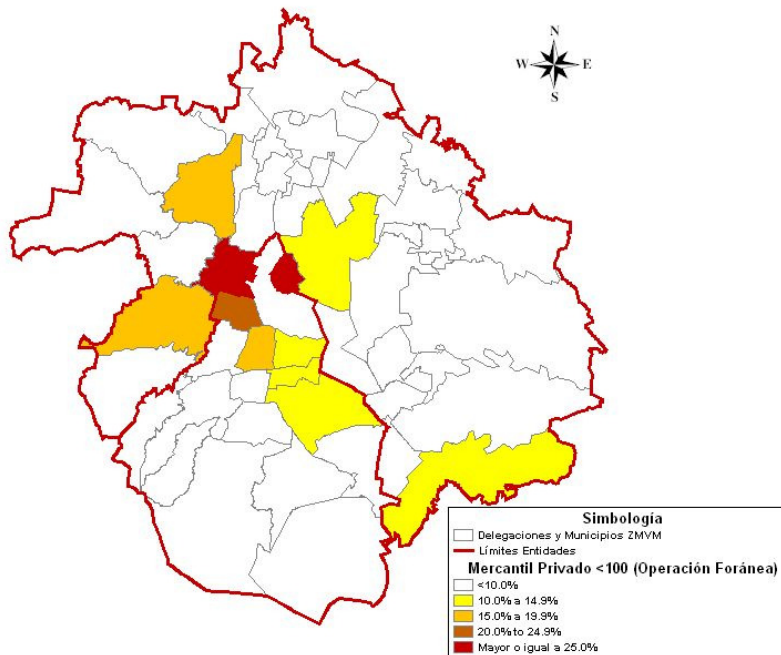 N
W E
S
Simbología
Delegaciones y Municipios ZMVM
Límites Entidades
Mercantil Privado <100 (Operación Foránea)
<10.0%
10.0% a 14.9%
15.0% a 19.9%
20.0% to 24.9%
Mayor o igual a 25.0%